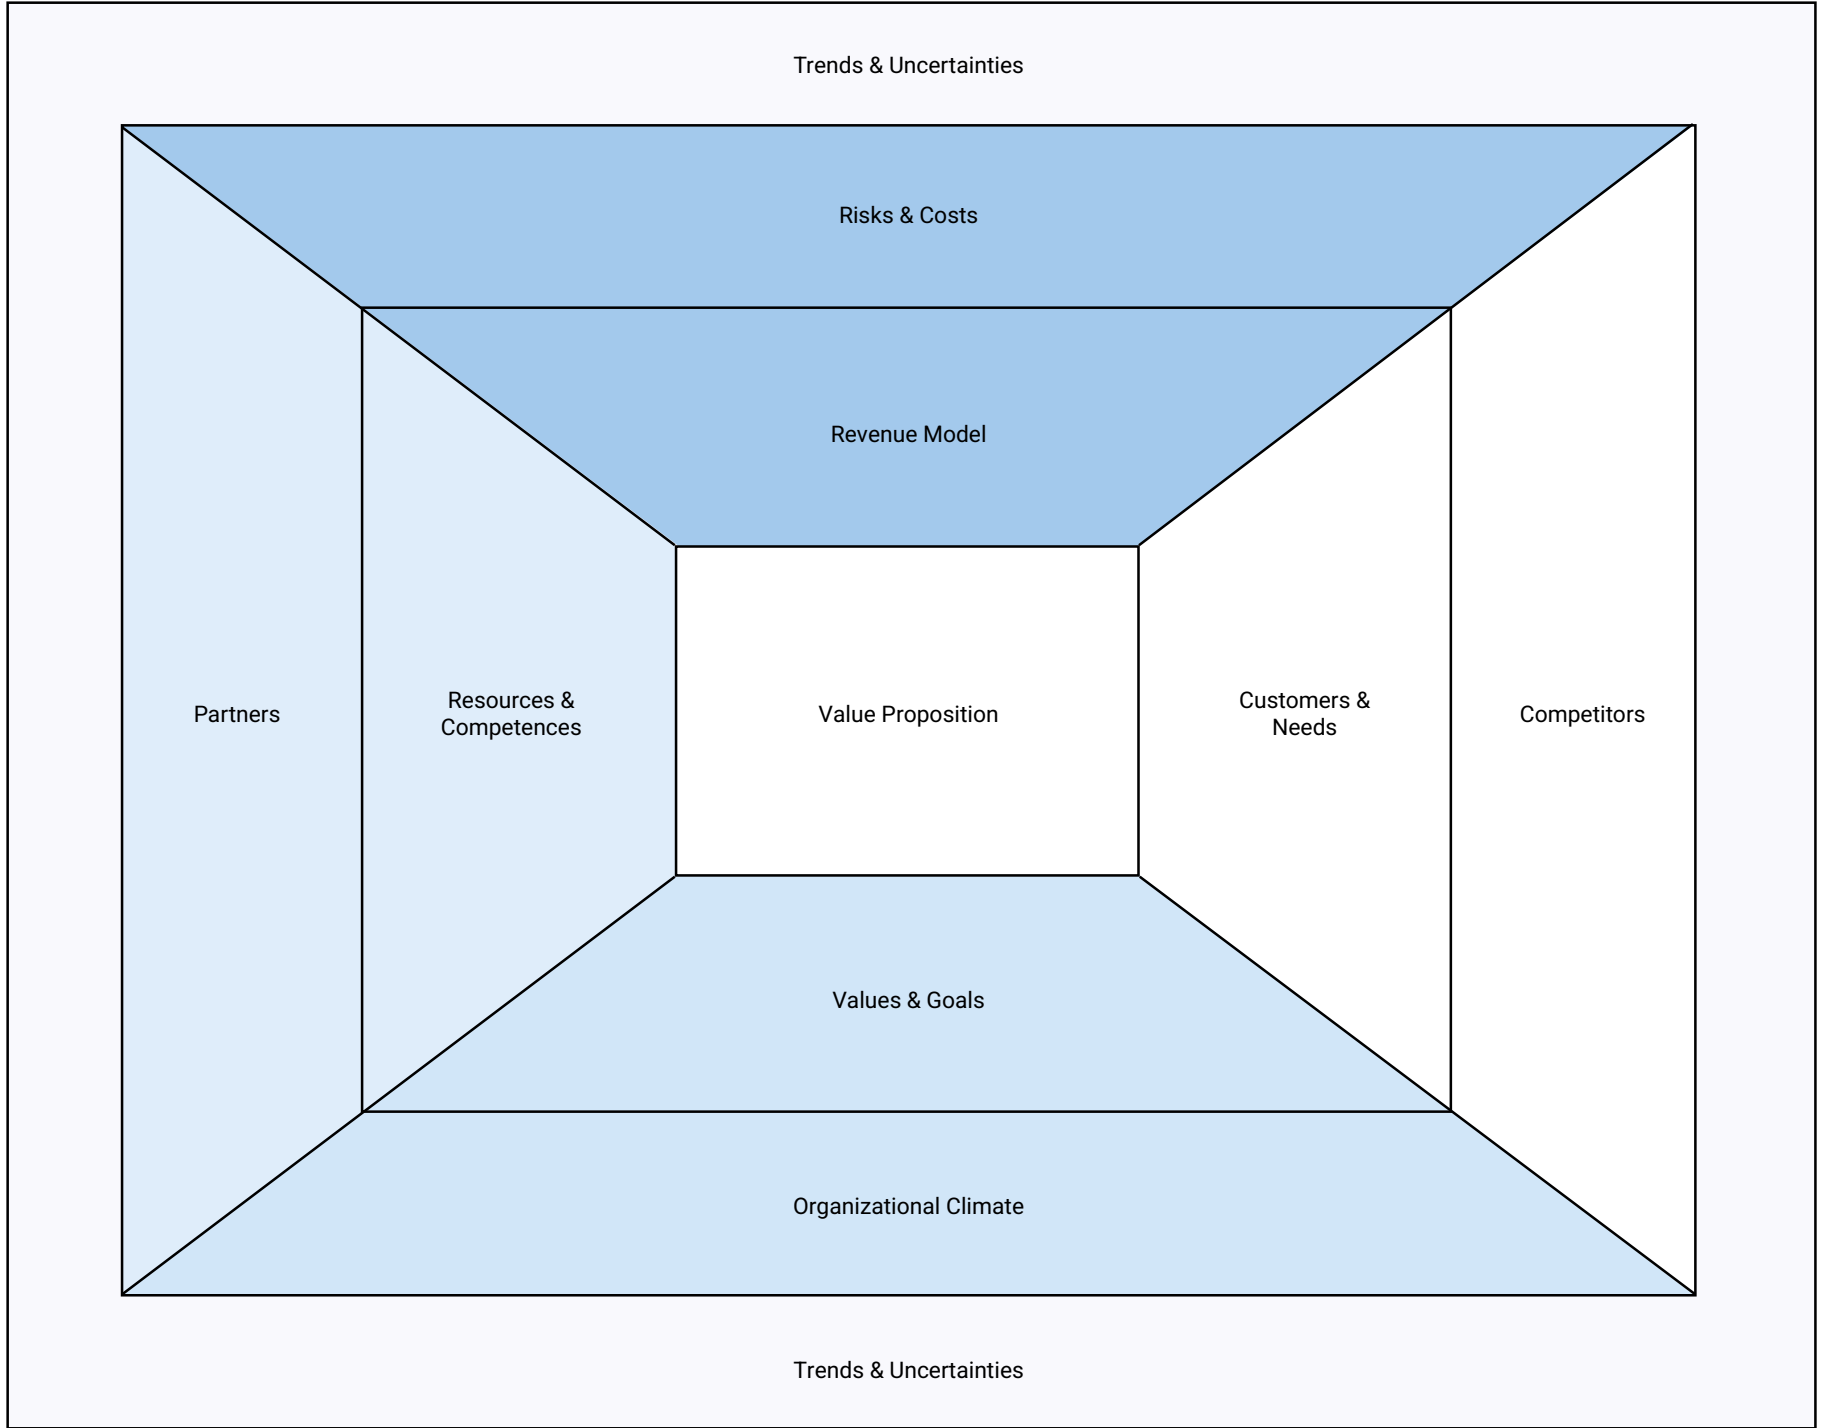 Trends & Uncertainties
Risks & Costs
Revenue Model
Partners
Resources &
Competences
Value Proposition
Customers &
Needs
Competitors
Values & Goals
Organizational Climate
Trends & Uncertainties